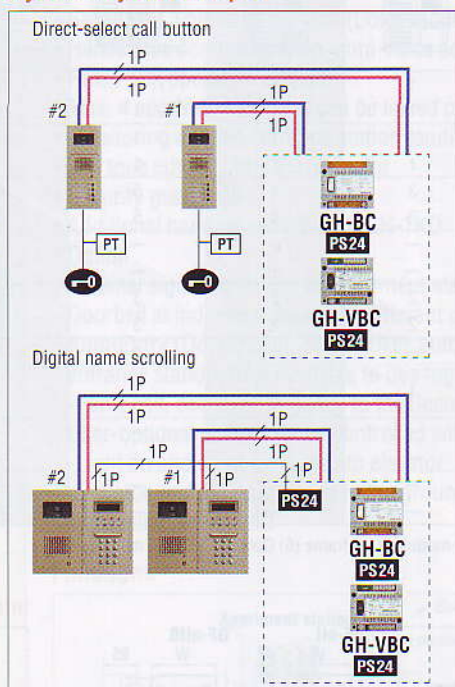 Direct-select call button
1P
1P
1P
#2
#1
1P
GH-BC
PS24
PT
PT
GH-VBC
PS24
Digital name scrolling
1P
1P
1P
#2
#1
1P
1P
1P
1P
PS24
GH-BC
PS24
GH-VBC
PS24